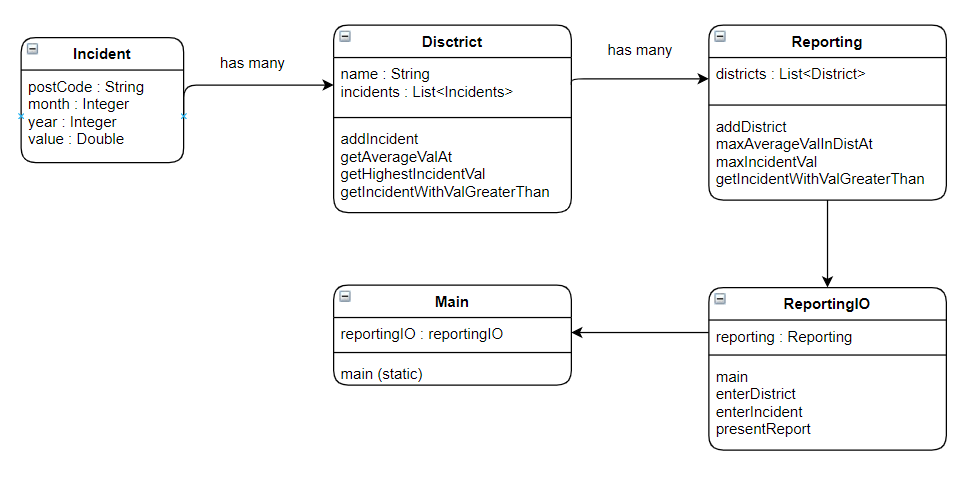 Incident
postCode : String
month : Integer
year : Integer
value : Double
has many
Disctrict
name : String
incidents : List<Incidents>
addIncident
getAverageValAt
getHighestIncidentVal
getIncidentWithValGreaterThan
has many
Reporting
districts : List<District>
addDistrict
maxAverageValInDistAt
maxIncidentVal
getIncidentWithValGreaterThan
Main
reportingIO : reportingIO
main (static)
ReportingIO
reporting : Reporting
main
enterDistrict
enterIncident
presentReport